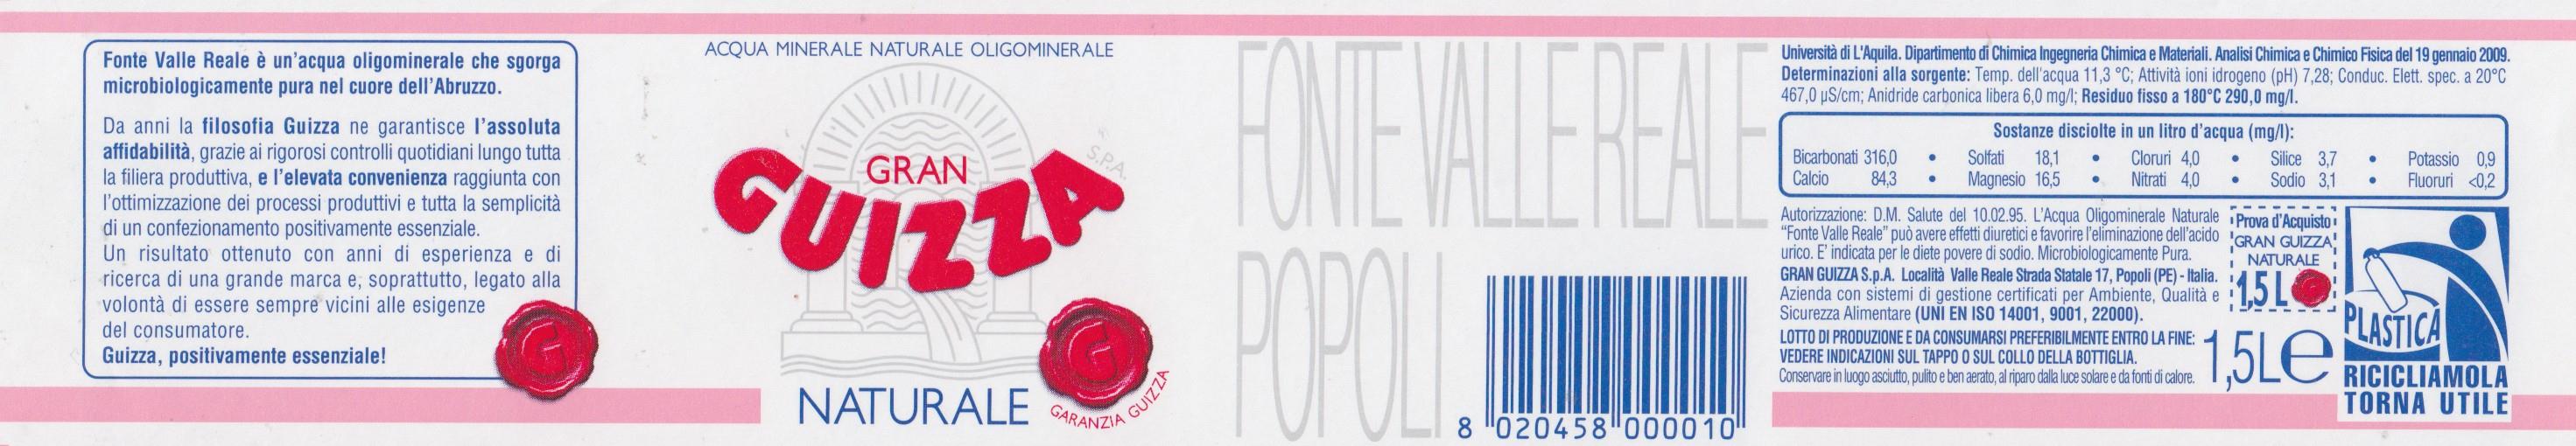 Fonte Valle Reale è un'acqua oligominerale che sgorga
microbiologicamente pura nel cuore dell'Abruzzo.
Da anni la filosofia Guizza ne garantisce l'assoluta
affidabilità, grazie ai rigorosi controlli quotidiani lungo tutta
la filiera produttiva, e l'elevata convenienza raggiunta con
l'ottimizzazione dei processi produttivi e tutta la semplicità
di un confezionamento positivamente essenziale.
Un risultato ottenuto con anni di esperienza e di
ricerca di una grande marca e, soprattutto, legato alla
volontà di essere sempre vicini alle esigenze
del consumatore.
Guizza, positivamente essenziale!
G
ACQUA MINERALE NATURALE OLIGOMINERALE
GRAN
GUIZZA
S.P.A.
NATURALE
G
GARANZIA GUIZZA
FONTE VALLE REALE
POPOLI
8 020458 000010
Università di L'Aquila. Dipartimento di Chimica Ingegneria Chimica e Materiali. Analisi Chimica e Chimico Fisica del 19 gennaio 2009.
Determinazioni alla sorgente: Temp. dell'acqua 11,3 °C; Attività ioni idrogeno (pH) 7,28; Conduc. Elett. spec. a 20°C
467,0 µS/cm; Anidride carbonica libera 6,0 mg/l; Residuo fisso a 180°C 290,0 mg/l.
Sostanze disciolte in un litro d'acqua (mg/l):
Bicarbonati 316,0 • Solfati 18,1 • Cloruri 4,0 • Silice 3,7 • Potassio 0,9
Calcio 84,3 • Magnesio 16,5 • Nitrati 4,0 • Sodio 3,1 • Fluoruri <0,2
Autorizzazione: D.M. Salute del 10.02.95. L'Acqua Oligominerale Naturale
"Fonte Valle Reale" può avere effetti diuretici e favorire l'eliminazione dell'acido
urico. E' indicata per le diete povere di sodio. Microbiologicamente Pura.
GRAN GUIZZA S.p.A. Località Valle Reale Strada Statale 17, Popoli (PE) - Italia.
Azienda con sistemi di gestione certificati per Ambiente, Qualità e
Sicurezza Alimentare (UNI EN ISO 14001, 9001, 22000).
LOTTO DI PRODUZIONE E DA CONSUMARSI PREFERIBILMENTE ENTRO LA FINE:
VEDERE INDICAZIONI SUL TAPPO O SUL COLLO DELLA BOTTIGLIA.
Conservare in luogo asciutto, pulito e ben aerato, al riparo dalla luce solare e da fonti di calore.
Prova d'Acquisto
GRAN GUIZZA
NATURALE
1,5 L
1,5L e
PLASTICA
RICICLIAMOLA
TORNA UTILE